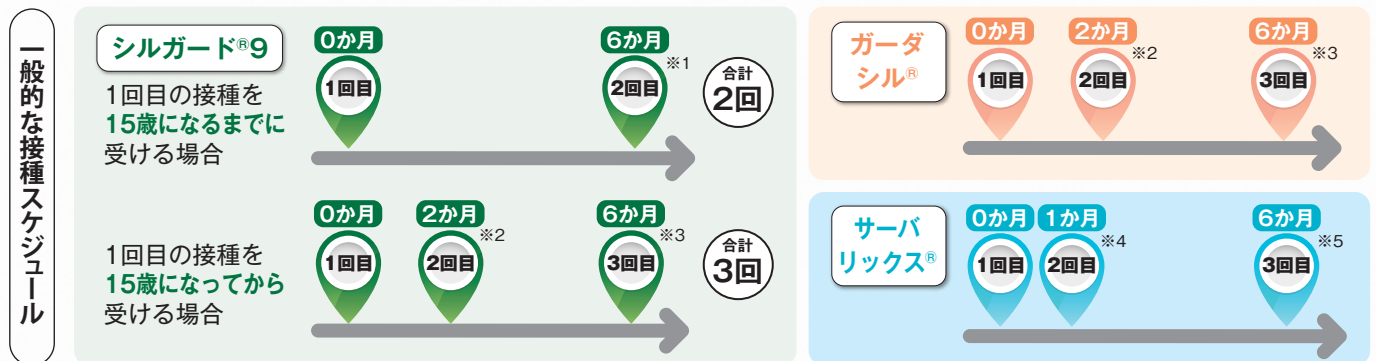 一般的な接種スケジュール
シルガード®9
1回目の接種を
15歳になるまでに
受ける場合
0か月
6か月
1回目
2回目
※1
合計
2回
1回目の接種を
15歳になってから
受ける場合
0か月
2か月
6か月
1回目
2回目
※2
3回目
※3
合計
3回
ガーダ
シル®
0か月
2か月
6か月
1回目
2回目
※2
3回目
※3
サーバ
リックス®
0か月
1か月
6か月
1回目
2回目
※4
3回目
※5